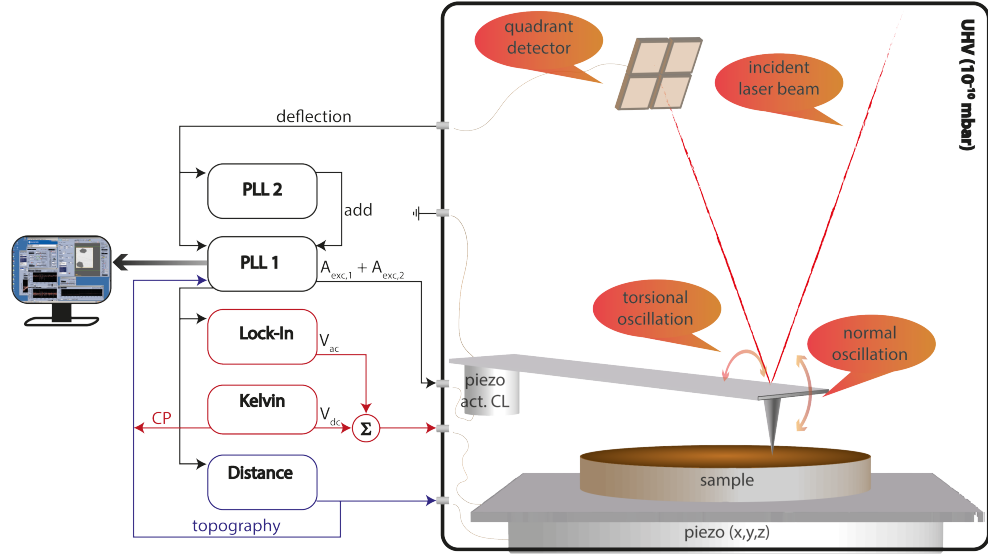 quadrant
detector
incident
laser beam
UHV (10⁻¹⁰ mbar)
deflection
PLL 2
add
PLL 1
A_exc,1 + A_exc,2
torsional
oscillation
normal
oscillation
Lock-In
V_ac
piezo
act. CL
Kelvin
V_dc
CP
Σ
Distance
sample
topography
piezo (x,y,z)